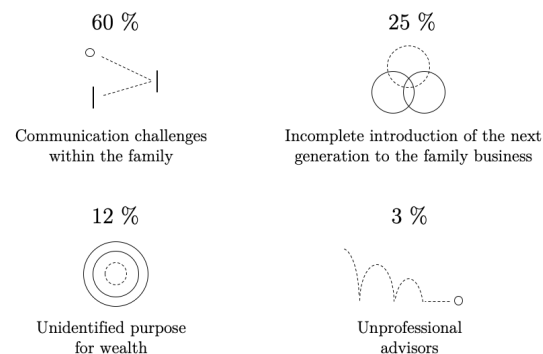 60 %
Communication challenges
within the family
25 %
Incomplete introduction of the next
generation to the family business
12 %
Unidentified purpose
for wealth
3 %
Unprofessional
advisors